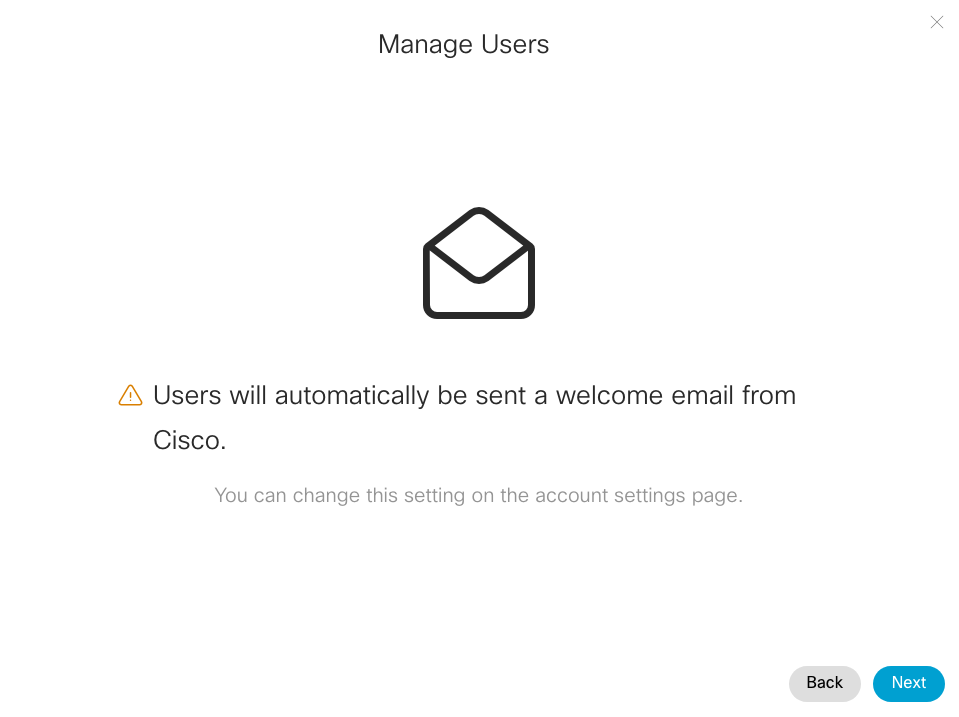 Manage Users
Users will automatically be sent a welcome email from
Cisco.
You can change this setting on the account settings page.
Back
Next